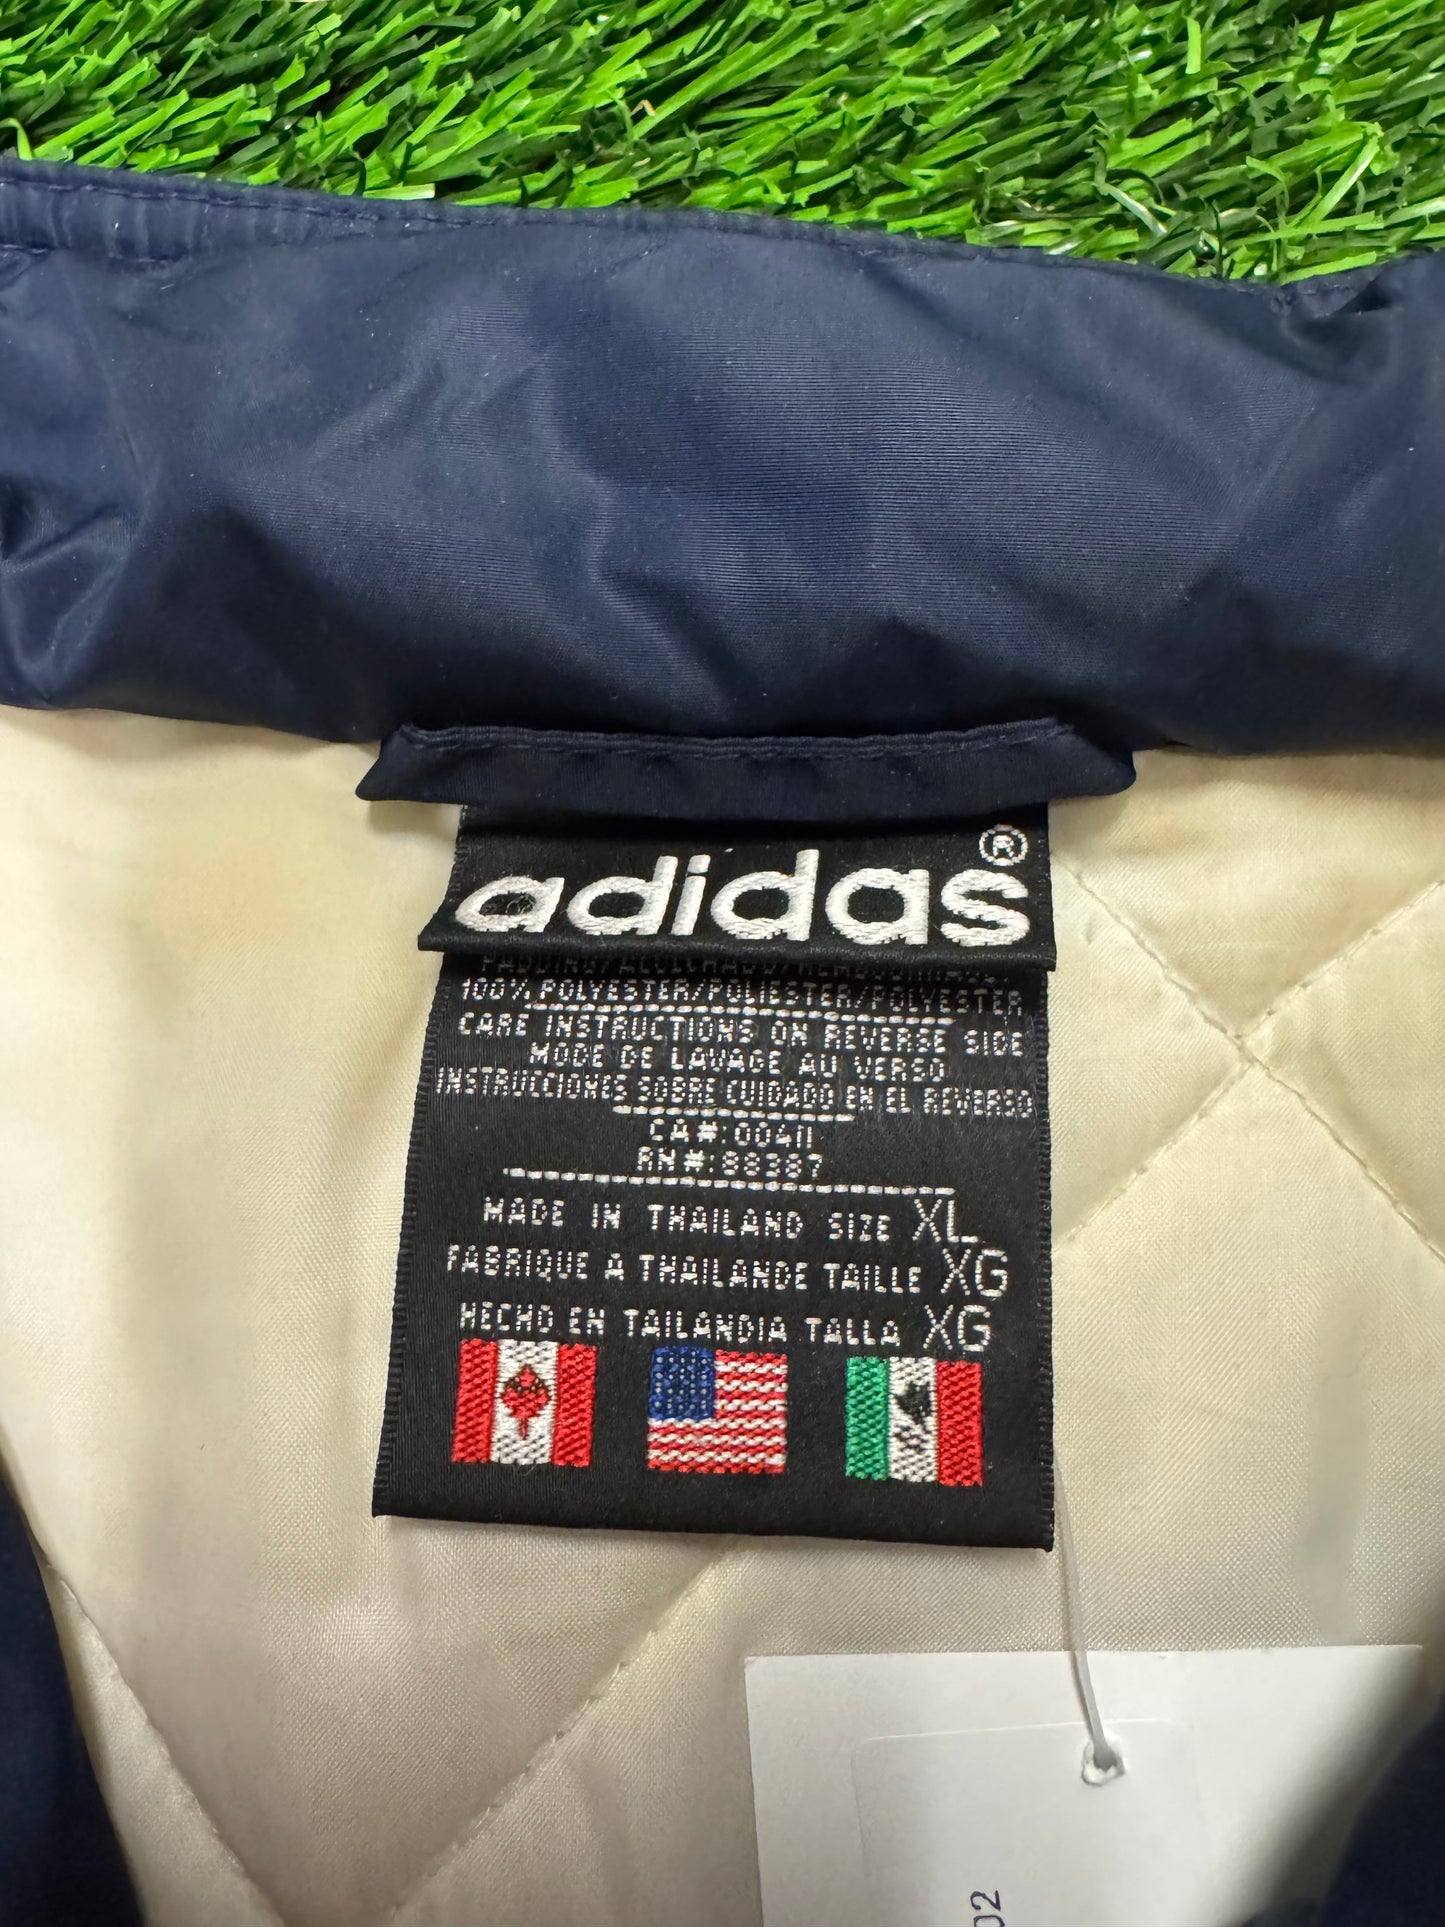 adidas®
100% POLYESTER/POLIESTER/POLYESTER
CARE INSTRUCTIONS ON REVERSE SIDE
MODE DE LAVAGE AU VERSO
INSTRUCCIONES SOBRE CUIDADO EN EL REVERSO
CA#:00411
RN#:88387
MADE IN THAILAND SIZE XL
FABRIQUE A THAILANDE TAILLE XG
HECHO EN TAILANDIA TALLA XG
02